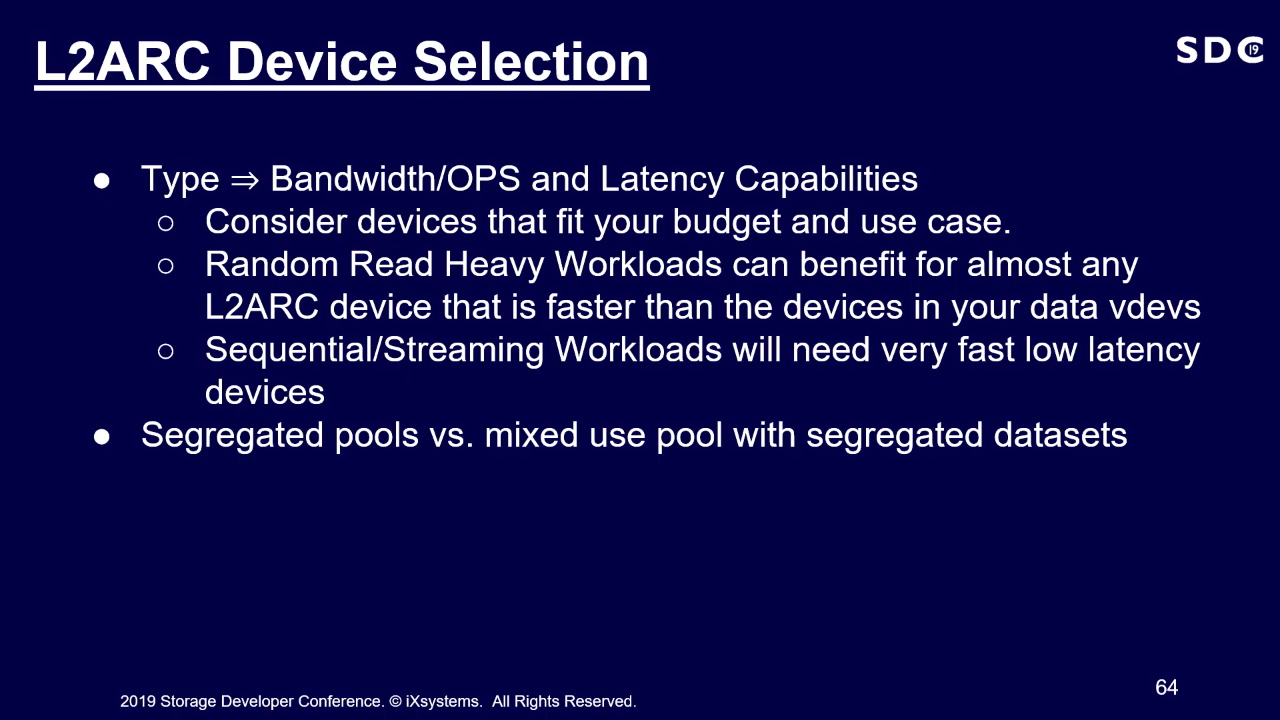 L2ARC Device Selection
SDC 19
● Type ⇒ Bandwidth/OPS and Latency Capabilities
○ Consider devices that fit your budget and use case.
○ Random Read Heavy Workloads can benefit for almost any
L2ARC device that is faster than the devices in your data vdevs
○ Sequential/Streaming Workloads will need very fast low latency
devices
● Segregated pools vs. mixed use pool with segregated datasets
64
2019 Storage Developer Conference. © iXsystems.  All Rights Reserved.